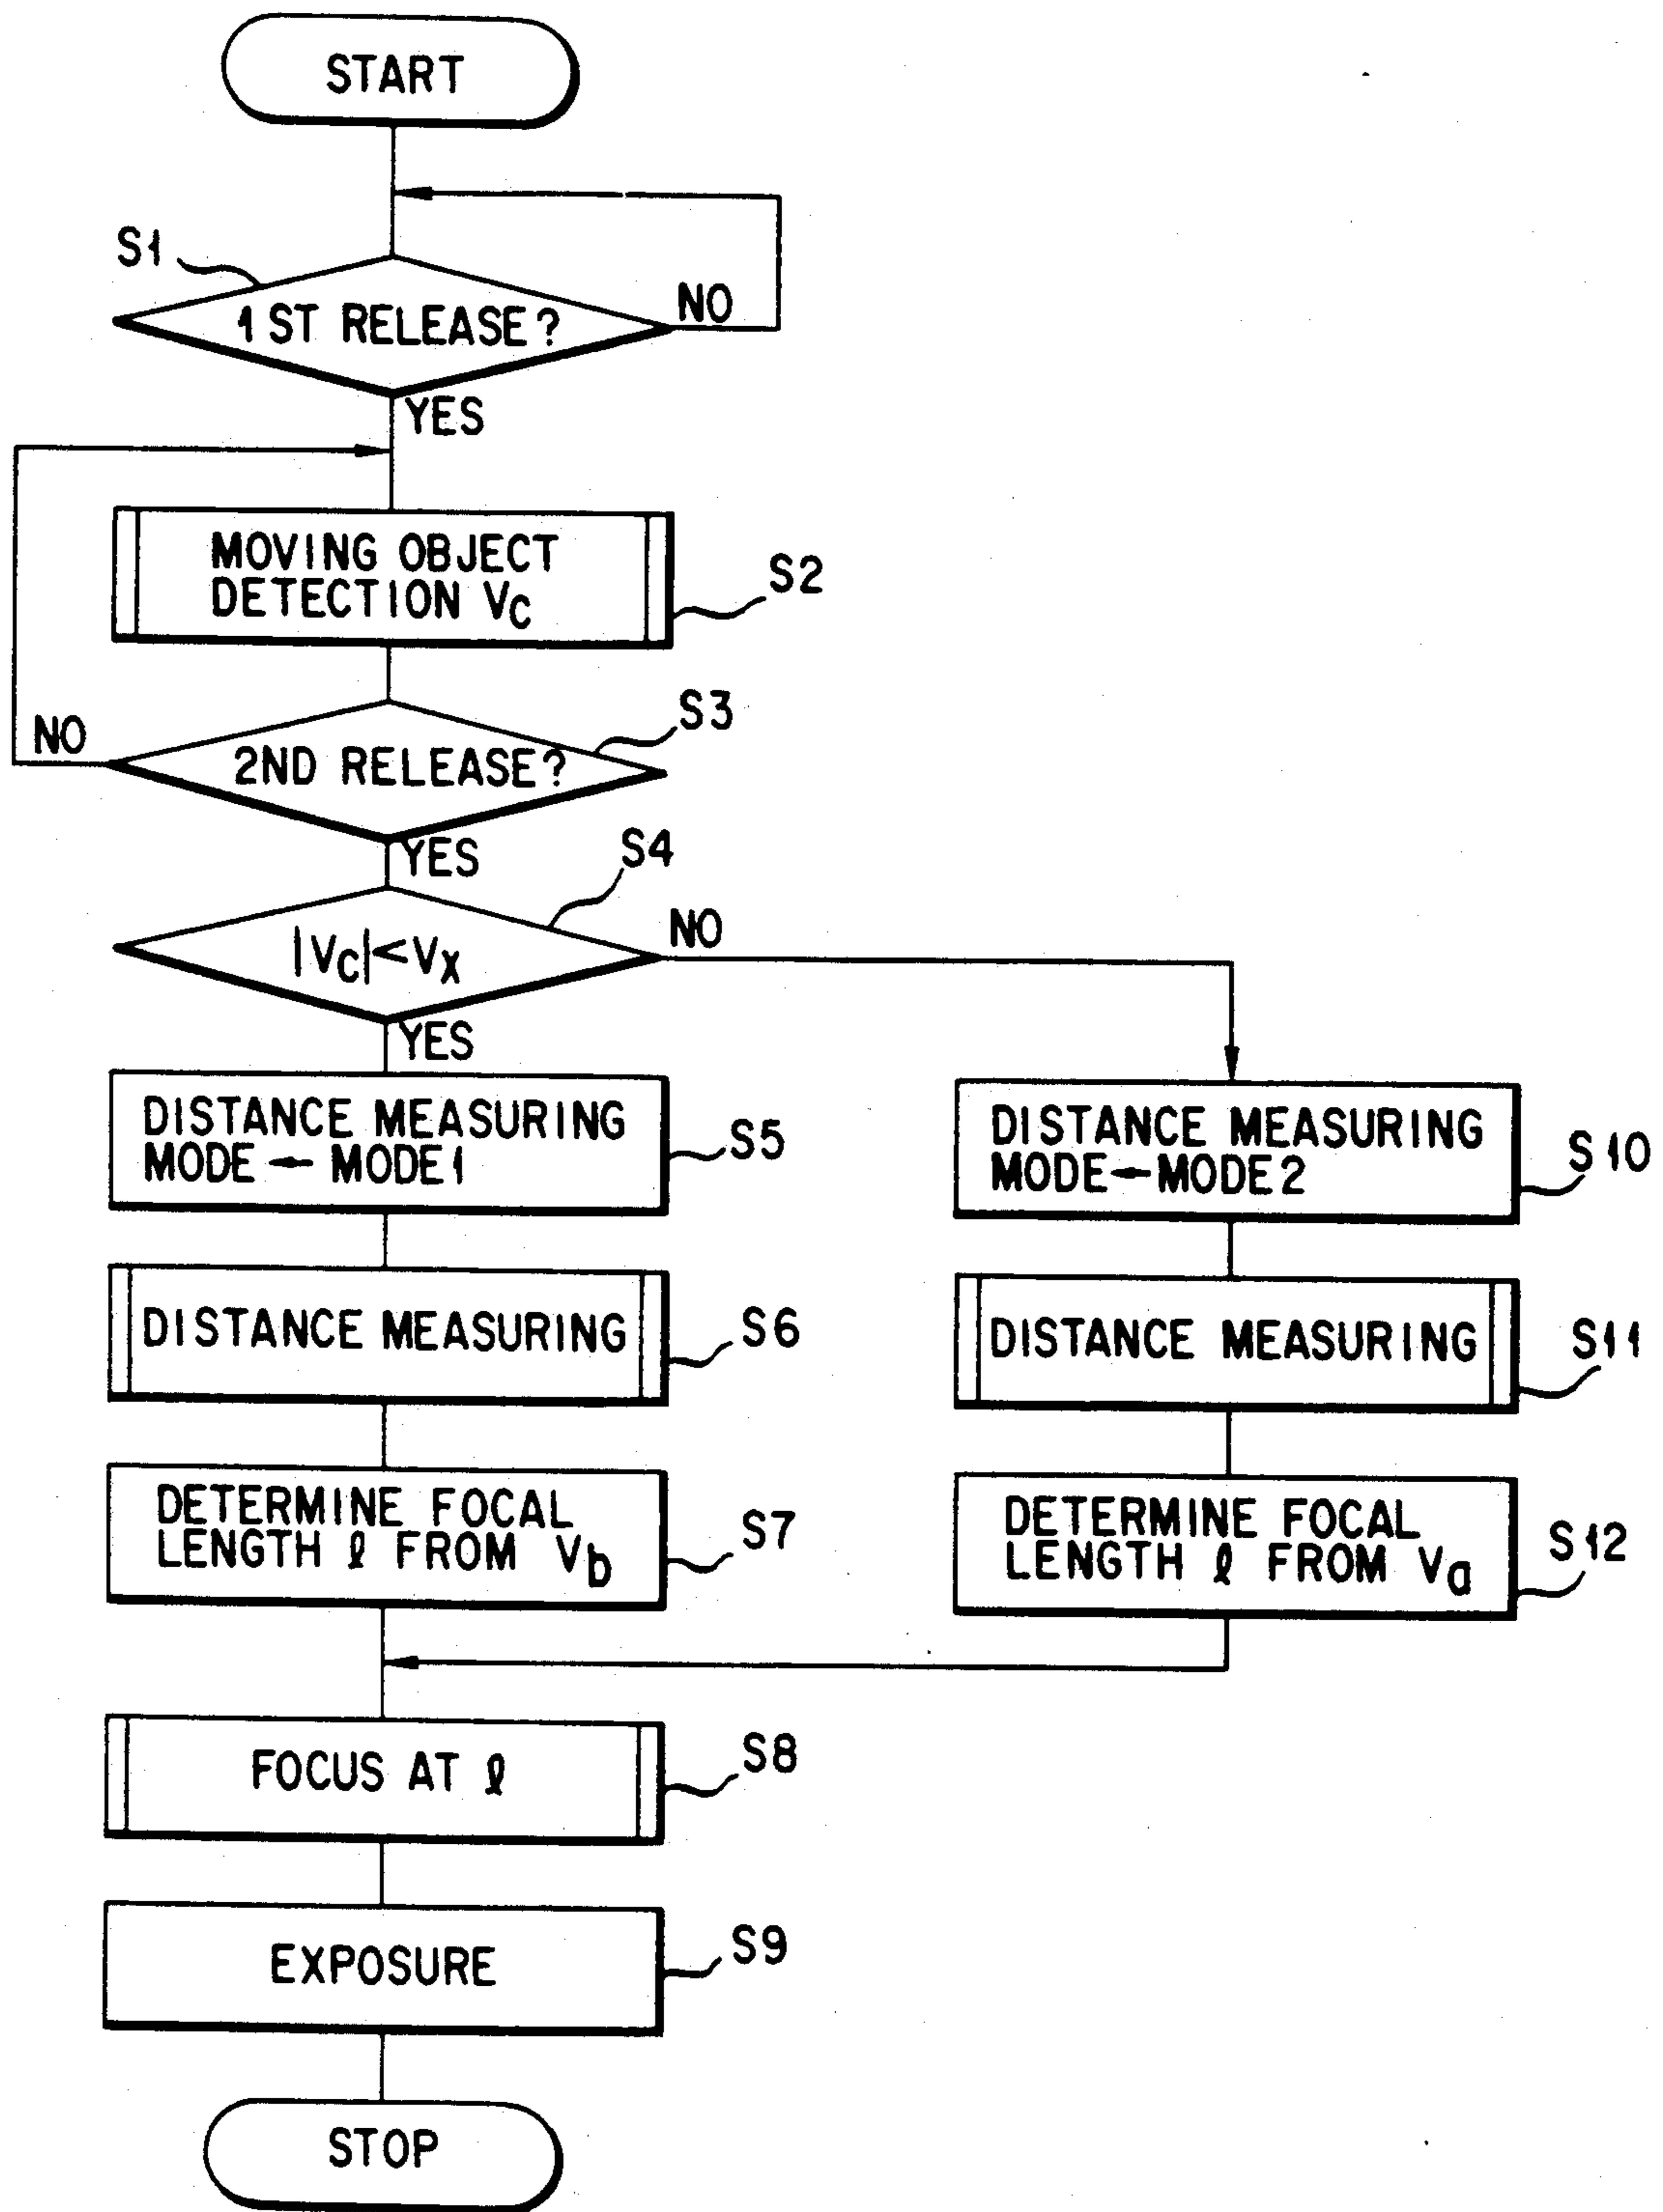 START
S1
1ST RELEASE?
NO
YES
MOVING OBJECT
DETECTION Vc
S2
S3
NO
2ND RELEASE?
YES
S4
|Vc|<Vx
NO
YES
DISTANCE MEASURING
MODE ← MODE1
S5
DISTANCE MEASURING
MODE←MODE2
S10
DISTANCE MEASURING
S6
DISTANCE MEASURING
S11
DETERMINE FOCAL
LENGTH ℓ FROM Vb
S7
DETERMINE FOCAL
LENGTH ℓ FROM Va
S12
FOCUS AT ℓ
S8
EXPOSURE
S9
STOP